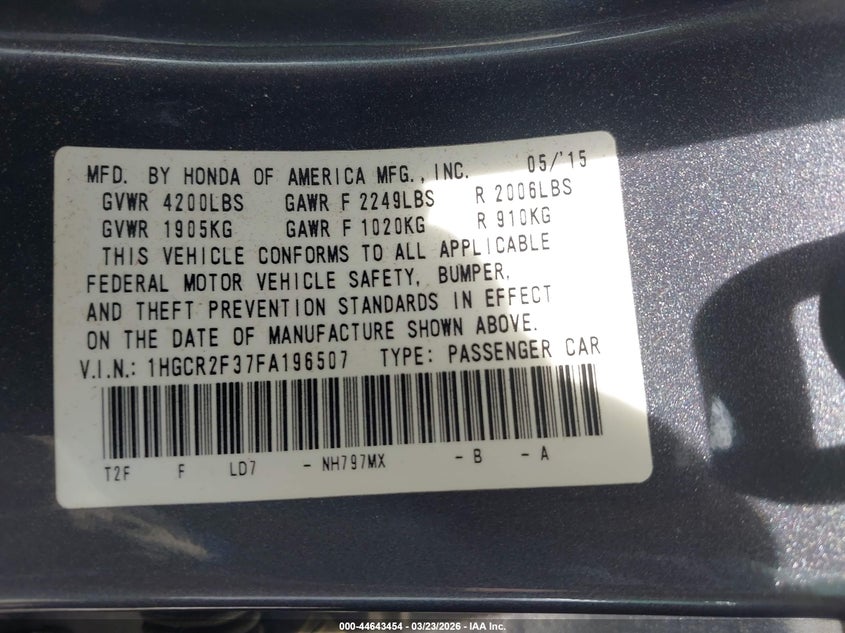 MFD. BY HONDA OF AMERICA MFG., INC. 05/'15
GVWR 4200LBS GAWR F 2249LBS R 2006LBS
GVWR 1905KG GAWR F 1020KG R 910KG
THIS VEHICLE CONFORMS TO ALL APPLICABLE
FEDERAL MOTOR VEHICLE SAFETY, BUMPER,
AND THEFT PREVENTION STANDARDS IN EFFECT
ON THE DATE OF MANUFACTURE SHOWN ABOVE.
V.I.N.: 1HGCR2F37FA196507 TYPE: PASSENGER CAR
T2F F LD7 - NH797MX - B - A
000-44643454 - 03/23/2026 - IAA Inc.